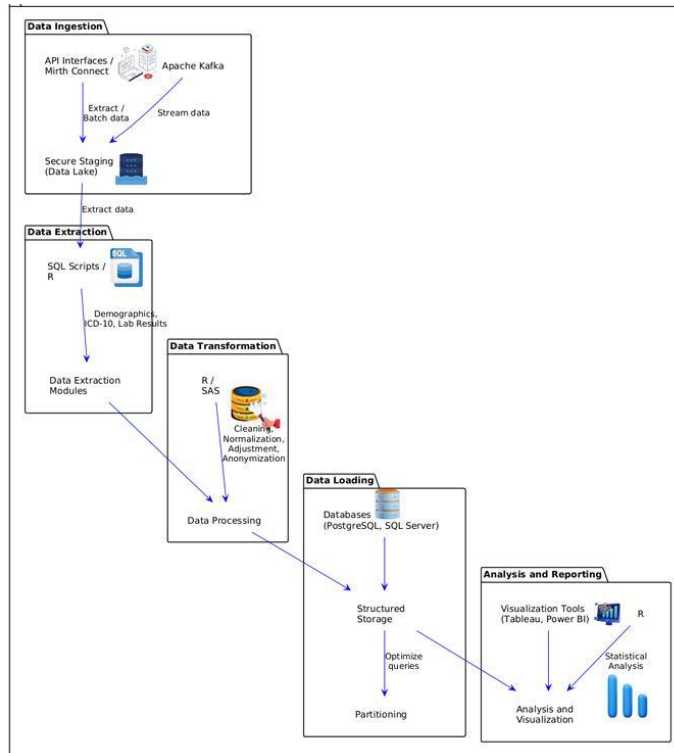 Data Ingestion
API Interfaces /
Mirth Connect
Apache Kafka
Extract /
Batch data
Stream data
Secure Staging
(Data Lake)
Extract data
Data Extraction
SQL Scripts /
R
SQL
Demographics,
ICD-10, Lab Results
Data Extraction
Modules
Data Transformation
R /
SAS
Cleaning,
Normalization,
Adjustment,
Anonymization
Data Processing
Data Loading
Databases
(PostgreSQL, SQL Server)
Structured
Storage
Optimize
queries
Partitioning
Analysis and Reporting
Visualization Tools
(Tableau, Power BI)
R
Statistical
Analysis
Analysis and
Visualization